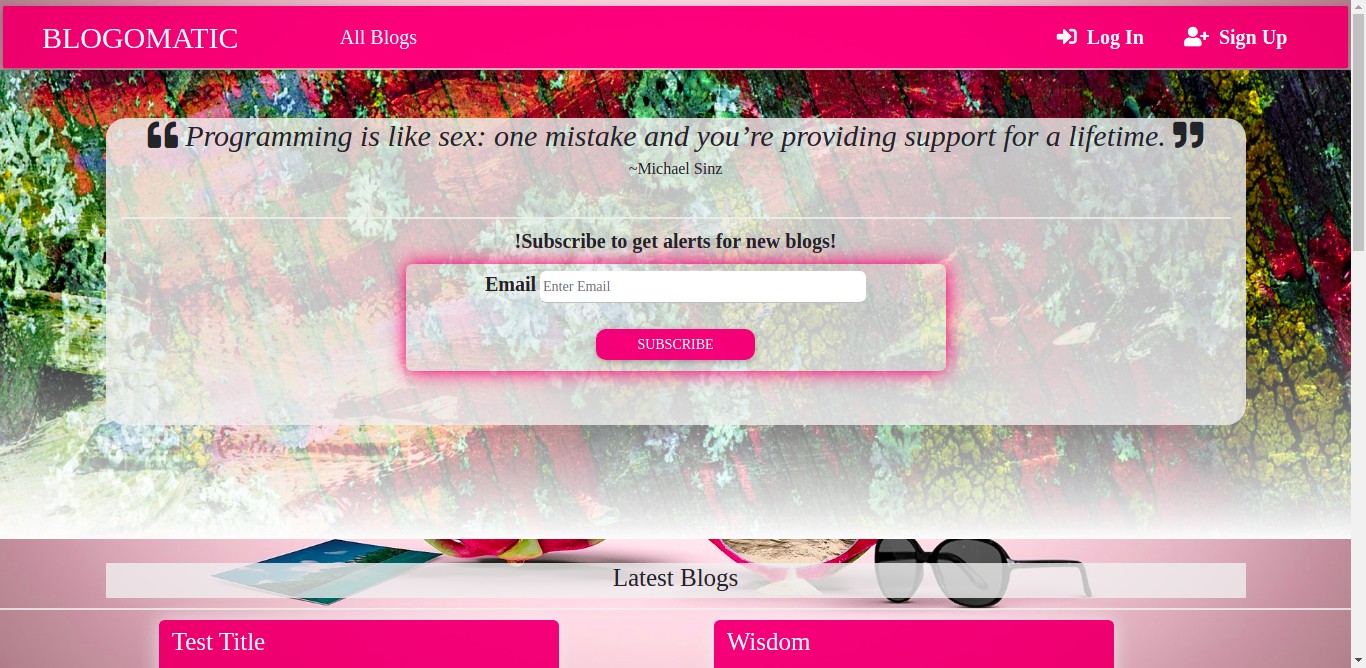 BLOGOMATIC
All Blogs
Log In
Sign Up
Programming is like sex: one mistake and you’re providing support for a lifetime.
~Michael Sinz
!Subscribe to get alerts for new blogs!
Email Enter Email
SUBSCRIBE
Latest Blogs
Test Title
Wisdom